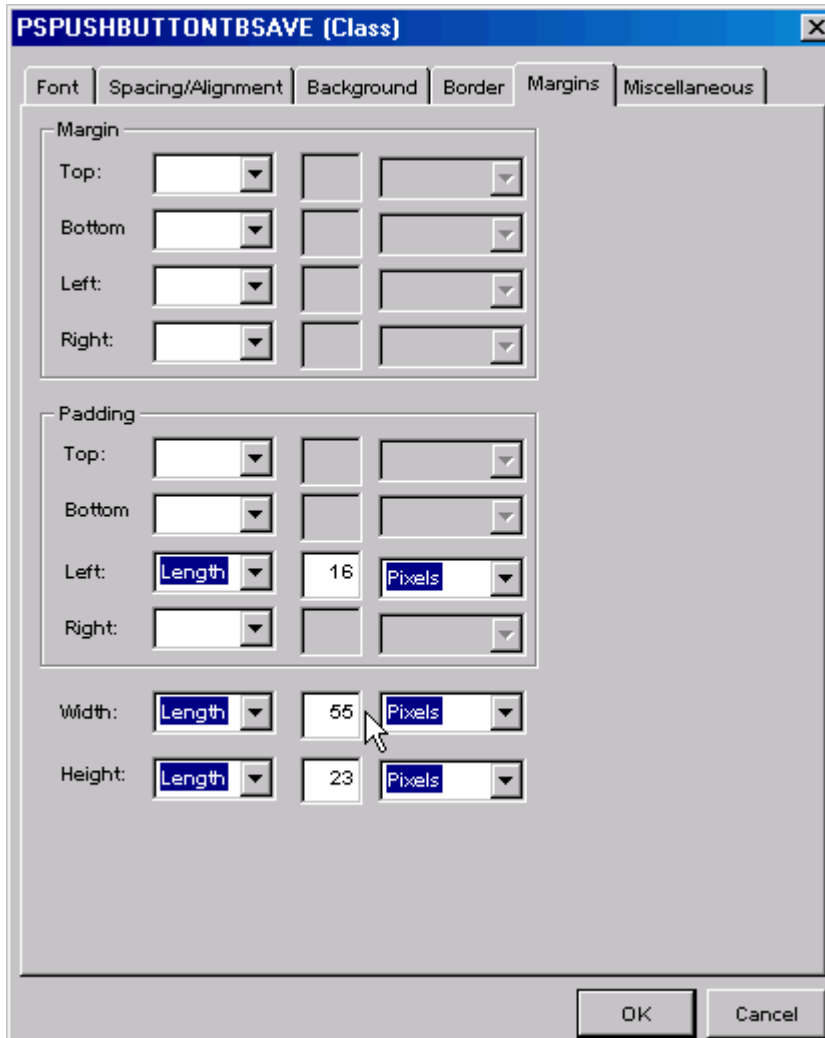 PSPUSHBUTTONTBSAVE (Class)
Font Spacing/Alignment Background Border Margins Miscellaneous
Margin
Top:
Bottom
Left:
Right:
Padding
Top:
Bottom
Left: Length 16 Pixels
Right:
Width: Length 55 Pixels
Height: Length 23 Pixels
OK Cancel